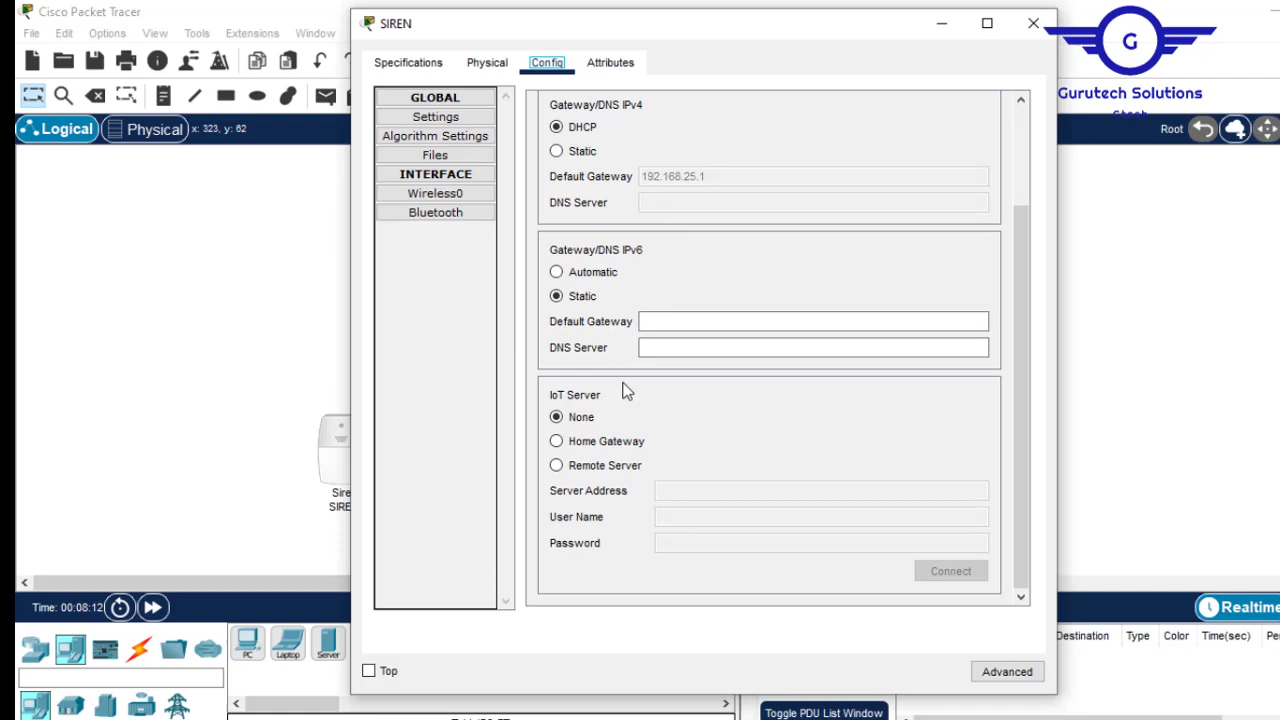 Cisco Packet Tracer
SIREN
File Edit Options View Tools Extensions Window
Specifications Physical Config Attributes
G
Gurutech Solutions
GLOBAL
Settings
Algorithm Settings
Files
INTERFACE
Wireless0
Bluetooth
Logical Physical x: 323, y: 62
Root
Gateway/DNS IPv4
DHCP
Static
Default Gateway 192.168.25.1
DNS Server
Gateway/DNS IPv6
Automatic
Static
Default Gateway
DNS Server
IoT Server
None
Home Gateway
Remote Server
Server Address
User Name
Password
Connect
Sire
SIRE
Time: 00:08:12
Realtime
PC Laptop Server
Destination Type Color Time(sec) Pe
Top
Advanced
Toggle PDU List Window